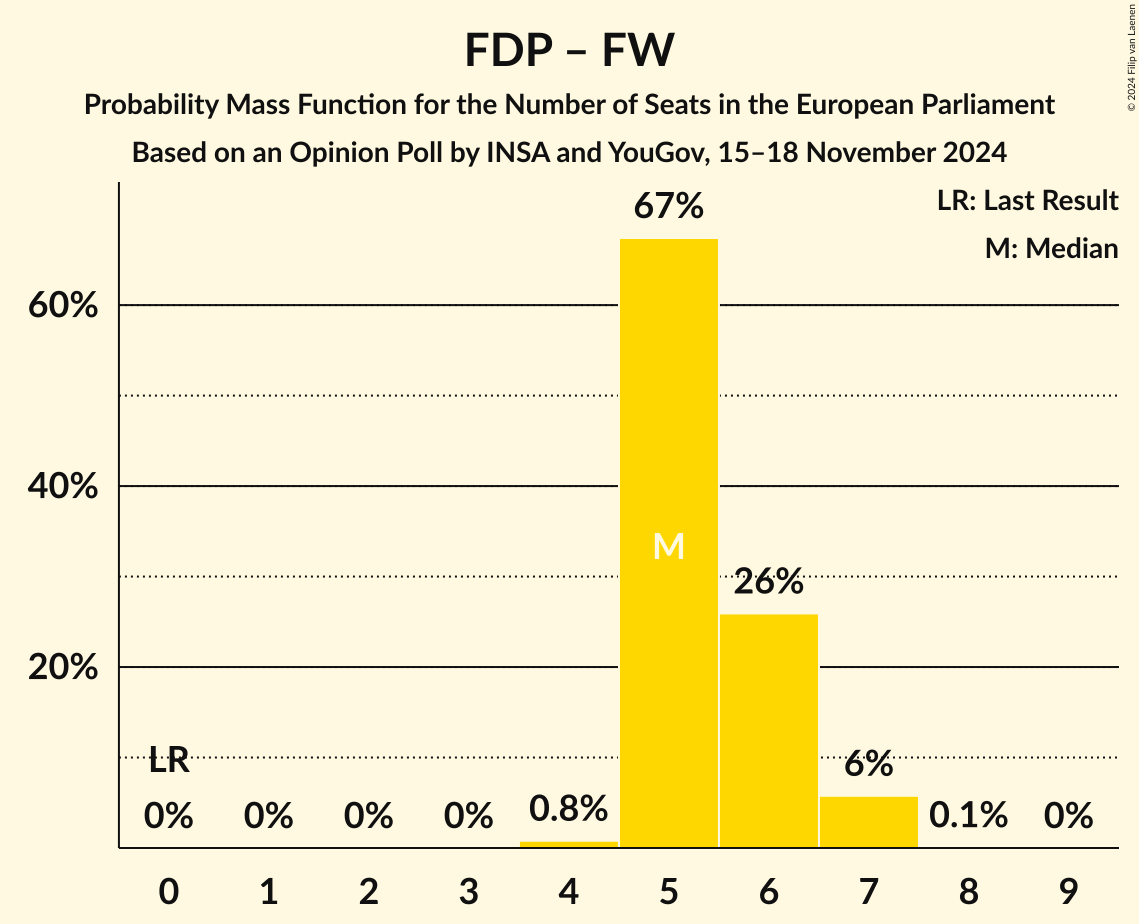 FDP – FW
Probability Mass Function for the Number of Seats in the European Parliament
Based on an Opinion Poll by INSA and YouGov, 15–18 November 2024
© 2024 Filip van Laenen
LR: Last Result
M: Median
67%
60%
40%
M
26%
20%
LR
6%
0% 0% 0% 0% 0.8% 0.1% 0%
0 1 2 3 4 5 6 7 8 9